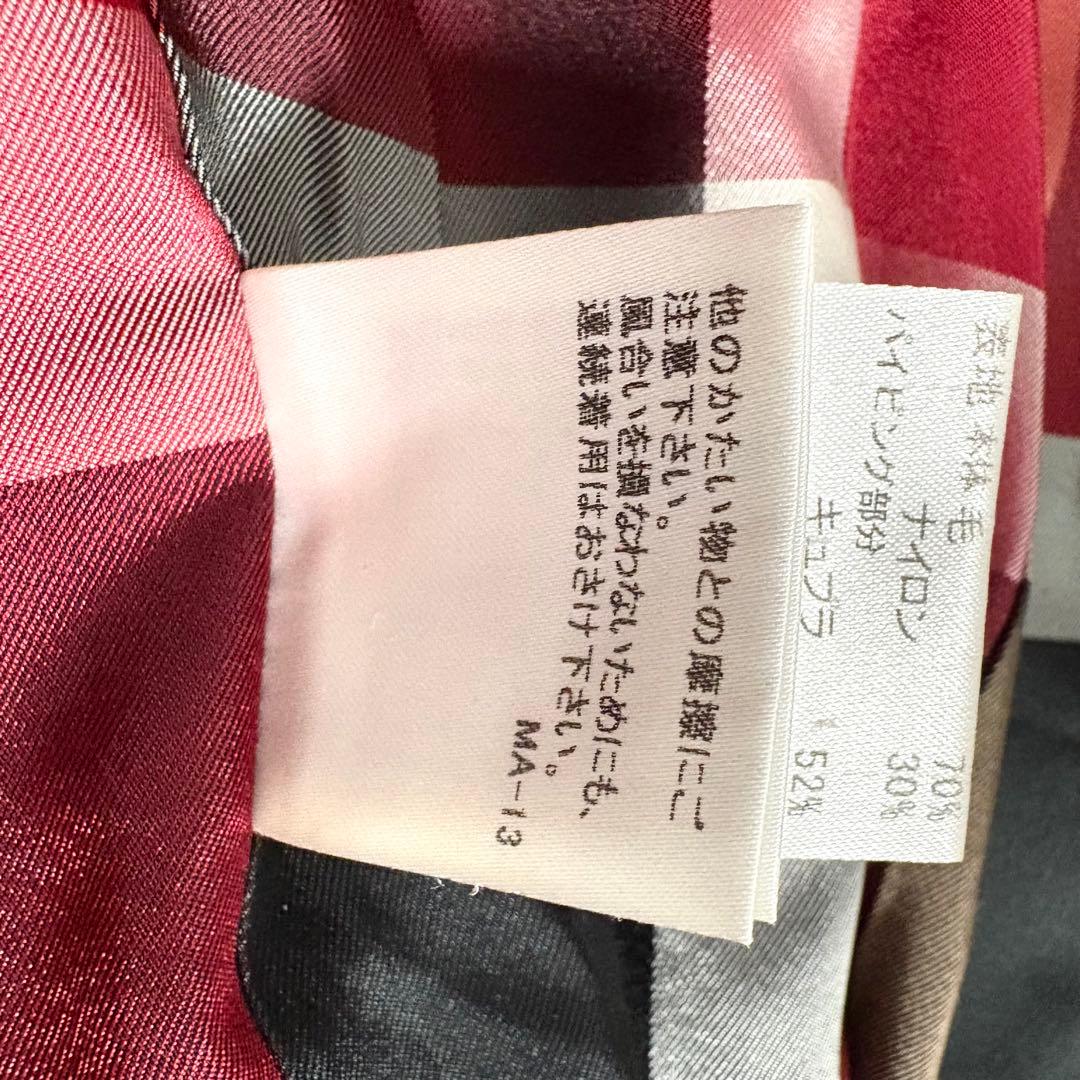 表地 本体 毛 70%
ナイロン 30%
パイピング部分
キュプラ 52%
他のかたい物との摩擦にご
注意下さい。
風合いを損なわないためにも、
連続着用はおさけ下さい。
MA-13